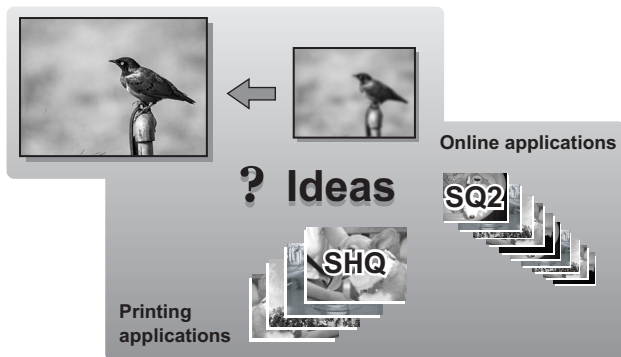 Online applications
? Ideas
SQ2
SHQ
Printing
applications